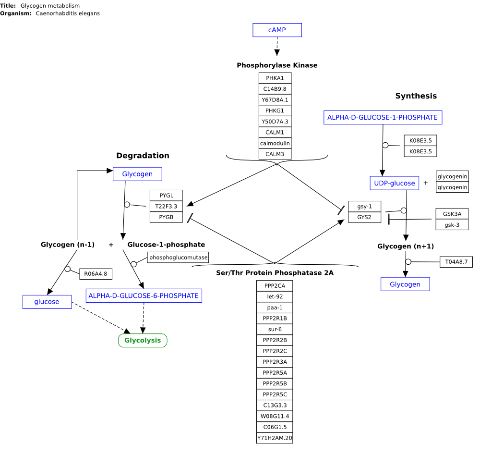 Title: Glycogen metabolism
Organism: Caenorhabditis elegans
cAMP
Phosphorylase Kinase
PHKA1
C14B9.8
Y67D8A.1
PHKG1
Y50D7A.3
CALM1
calmodulin
CALM3
Synthesis
ALPHA-D-GLUCOSE-1-PHOSPHATE
K08E3.5
K08E3.5
UDP-glucose
+
glycogenin
glycogenin
gsy-1
GYS2
GSK3A
gsk-3
Glycogen (n+1)
T04A8.7
Glycogen
Degradation
Glycogen
PYGL
T22F3.3
PYGB
Glycogen (n-1)
+
Glucose-1-phosphate
phosphoglucomutase
R06A4.8
glucose
ALPHA-D-GLUCOSE-6-PHOSPHATE
Glycolysis
Ser/Thr Protein Phosphatase 2A
PPP2CA
let-92
paa-1
PPP2R1B
sur-6
PPP2R2B
PPP2R2C
PPP2R3A
PPP2R5A
PPP2R5B
PPP2R5C
C13G3.3
W08G11.4
C06G1.5
Y71H2AM.20